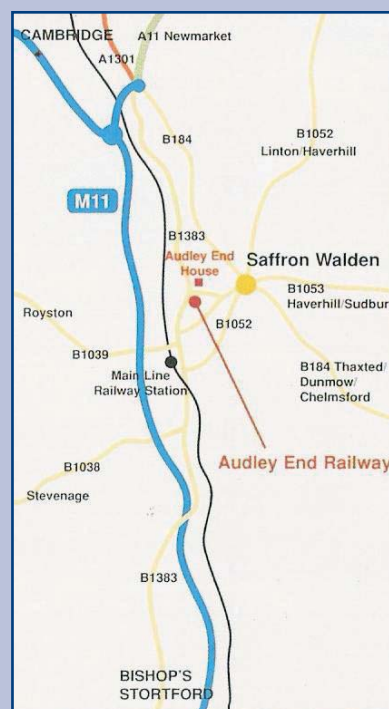 CAMBRIDGE
A11 Newmarket
A1301
B184
B1052
Linton/Haverhill
M11
B1383
Audley End
House
Saffron Walden
B1053
Haverhill/Sudbur
B1052
Royston
B1039
Main Line
Railway Station
B184 Thaxted/
Dunmow/
Chelmsford
Audley End Railway
B1038
Stevenage
B1383
BISHOP'S
STORTFORD